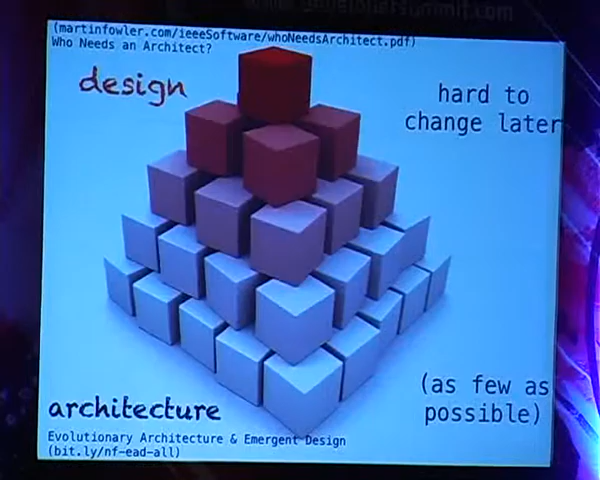 (martinfowler.com/ieeeSoftware/whoNeedsArchitect.pdf)
Who Needs an Architect?
design
hard to
change later
architecture
(as few as
possible)
Evolutionary Architecture & Emergent Design
(bit.ly/nf-ead-all)